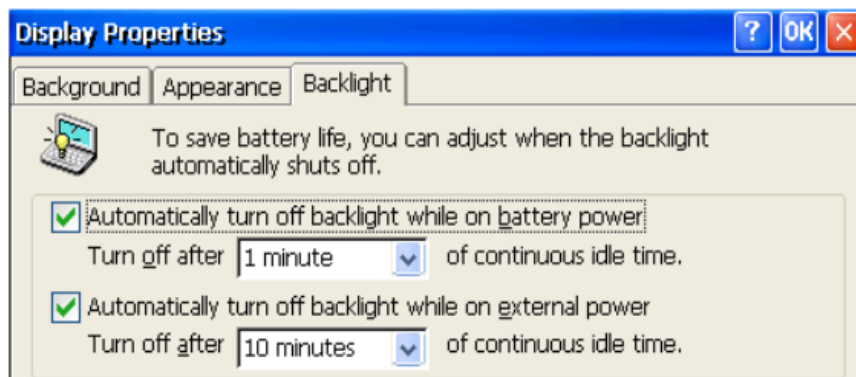 Display Properties ? OK ×
Background Appearance Backlight
To save battery life, you can adjust when the backlight
automatically shuts off.
Automatically turn off backlight while on battery power
Turn off after 1 minute of continuous idle time.
Automatically turn off backlight while on external power
Turn off after 10 minutes of continuous idle time.